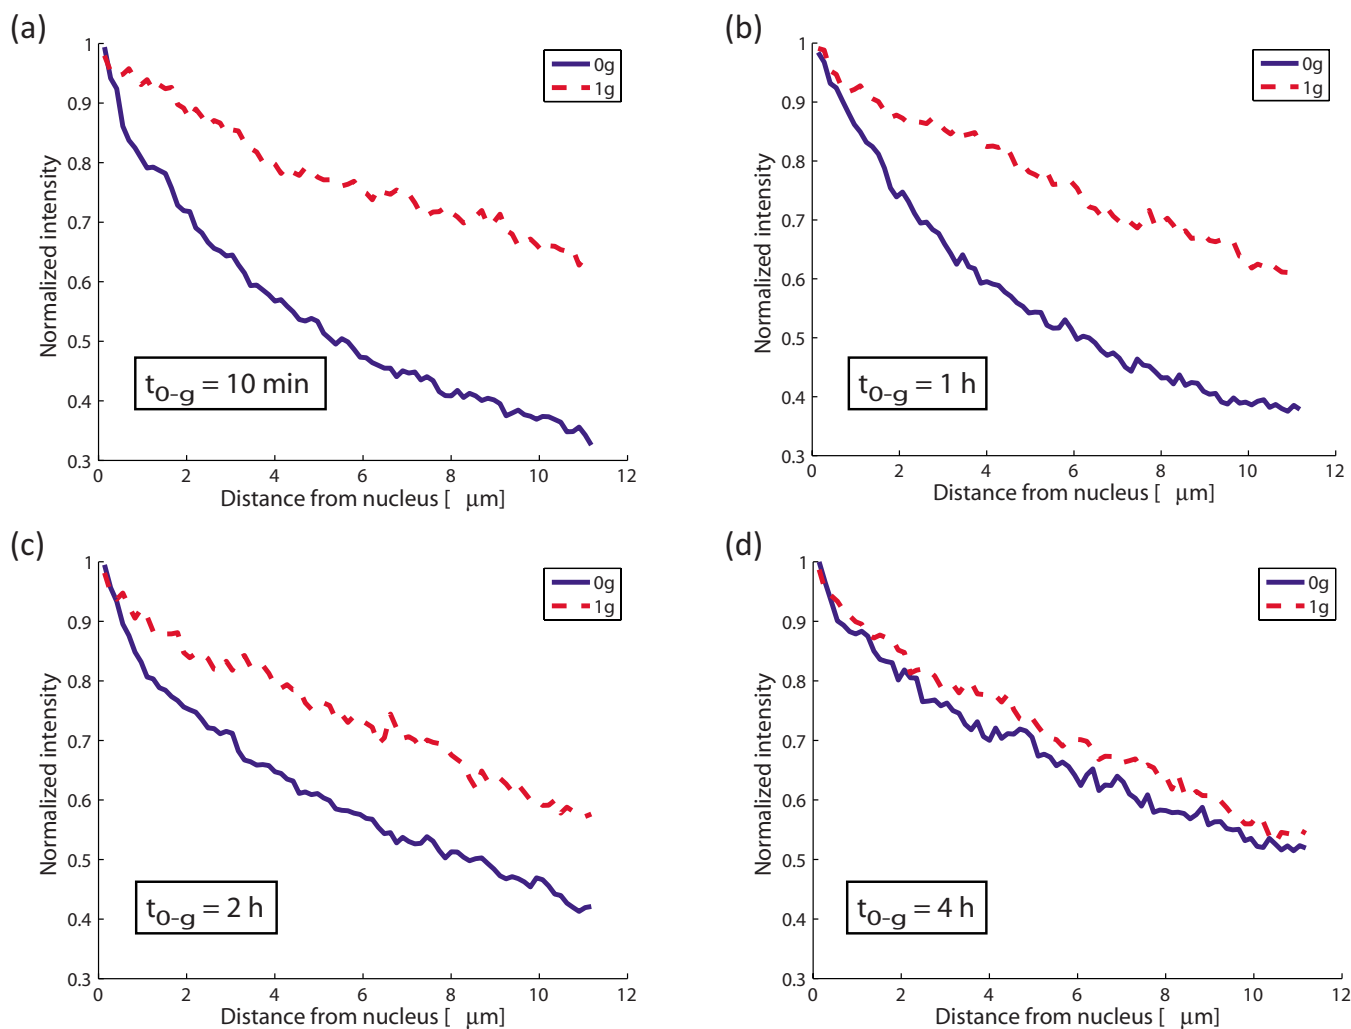 (a)
1
0.9
0.8
0.7
0.6
0.5
0.4
0.3
0 2 4 6 8 10 12
Normalized intensity
Distance from nucleus [ μm]
0g
1g
t0-g = 10 min
(b)
1
0.9
0.8
0.7
0.6
0.5
0.4
0.3
0 2 4 6 8 10 12
Normalized intensity
Distance from nucleus [ μm]
0g
1g
t0-g = 1 h
(c)
1
0.9
0.8
0.7
0.6
0.5
0.4
0.3
0 2 4 6 8 10 12
Normalized intensity
Distance from nucleus [ μm]
0g
1g
t0-g = 2 h
(d)
1
0.9
0.8
0.7
0.6
0.5
0.4
0.3
0 2 4 6 8 10 12
Normalized intensity
Distance from nucleus [ μm]
0g
1g
t0-g = 4 h